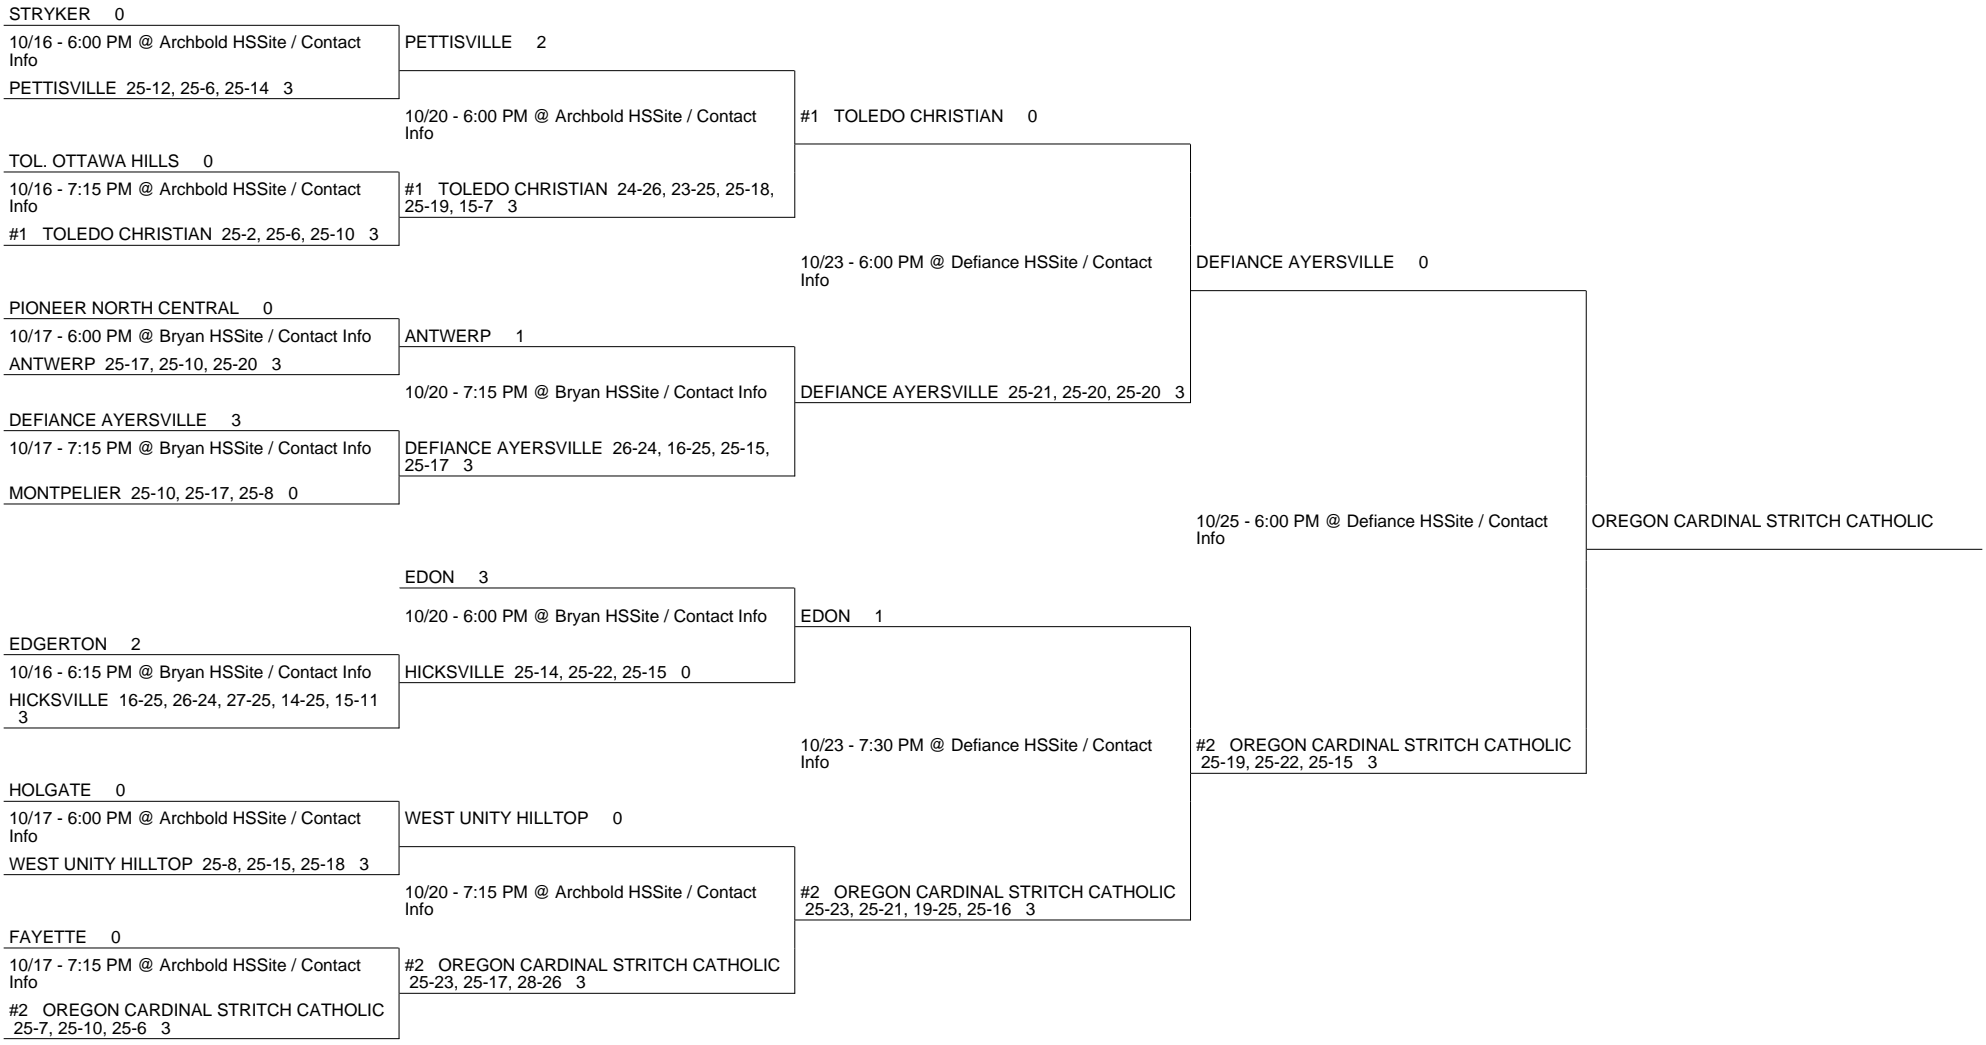 STRYKER 0
10/16 - 6:00 PM @ Archbold HSSite / Contact
Info
PETTISVILLE 25-12, 25-6, 25-14 3
TOL. OTTAWA HILLS 0
10/16 - 7:15 PM @ Archbold HSSite / Contact
Info
#1 TOLEDO CHRISTIAN 25-2, 25-6, 25-10 3
PIONEER NORTH CENTRAL 0
10/17 - 6:00 PM @ Bryan HSSite / Contact Info
ANTWERP 25-17, 25-10, 25-20 3
DEFIANCE AYERSVILLE 3
10/17 - 7:15 PM @ Bryan HSSite / Contact Info
MONTPELIER 25-10, 25-17, 25-8 0
EDGERTON 2
10/16 - 6:15 PM @ Bryan HSSite / Contact Info
HICKSVILLE 16-25, 26-24, 27-25, 14-25, 15-11
3
HOLGATE 0
10/17 - 6:00 PM @ Archbold HSSite / Contact
Info
WEST UNITY HILLTOP 25-8, 25-15, 25-18 3
FAYETTE 0
10/17 - 7:15 PM @ Archbold HSSite / Contact
Info
#2 OREGON CARDINAL STRITCH CATHOLIC
25-7, 25-10, 25-6 3
PETTISVILLE 2
10/20 - 6:00 PM @ Archbold HSSite / Contact
Info
#1 TOLEDO CHRISTIAN 24-26, 23-25, 25-18,
25-19, 15-7 3
ANTWERP 1
10/20 - 7:15 PM @ Bryan HSSite / Contact Info
DEFIANCE AYERSVILLE 26-24, 16-25, 25-15,
25-17 3
EDON 3
10/20 - 6:00 PM @ Bryan HSSite / Contact Info
HICKSVILLE 25-14, 25-22, 25-15 0
WEST UNITY HILLTOP 0
10/20 - 7:15 PM @ Archbold HSSite / Contact
Info
#2 OREGON CARDINAL STRITCH CATHOLIC
25-23, 25-17, 28-26 3
#1 TOLEDO CHRISTIAN 0
10/23 - 6:00 PM @ Defiance HSSite / Contact
Info
DEFIANCE AYERSVILLE 25-21, 25-20, 25-20 3
EDON 1
10/23 - 7:30 PM @ Defiance HSSite / Contact
Info
#2 OREGON CARDINAL STRITCH CATHOLIC
25-23, 25-21, 19-25, 25-16 3
DEFIANCE AYERSVILLE 0
10/25 - 6:00 PM @ Defiance HSSite / Contact
Info
#2 OREGON CARDINAL STRITCH CATHOLIC
25-19, 25-22, 25-15 3
OREGON CARDINAL STRITCH CATHOLIC